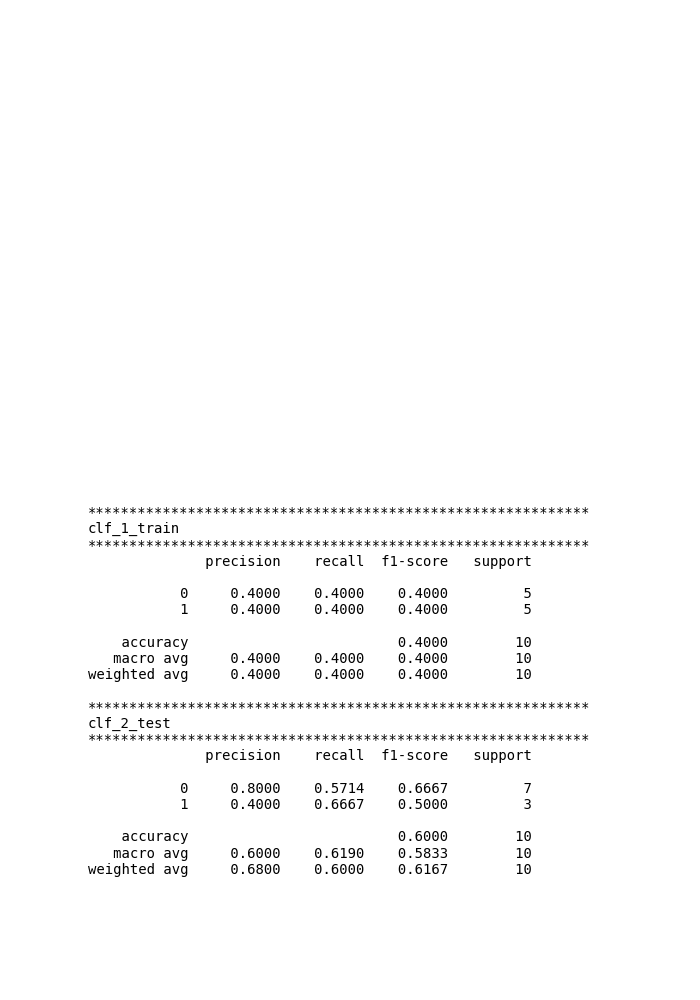 ************************************************************
clf_1_train
************************************************************
              precision    recall  f1-score   support
           0     0.4000    0.4000    0.4000         5
           1     0.4000    0.4000    0.4000         5
    accuracy                         0.4000        10
   macro avg     0.4000    0.4000    0.4000        10
weighted avg     0.4000    0.4000    0.4000        10
************************************************************
clf_2_test
************************************************************
              precision    recall  f1-score   support
           0     0.8000    0.5714    0.6667         7
           1     0.4000    0.6667    0.5000         3
    accuracy                         0.6000        10
   macro avg     0.6000    0.6190    0.5833        10
weighted avg     0.6800    0.6000    0.6167        10